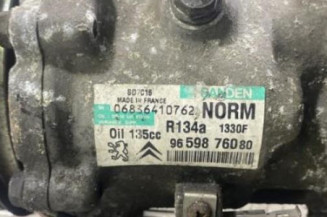 SANDEN
SD7C16
MADE IN FRANCE
06836410762 NORM
R134a 1330F
Oil 135cc
96 598 760 80